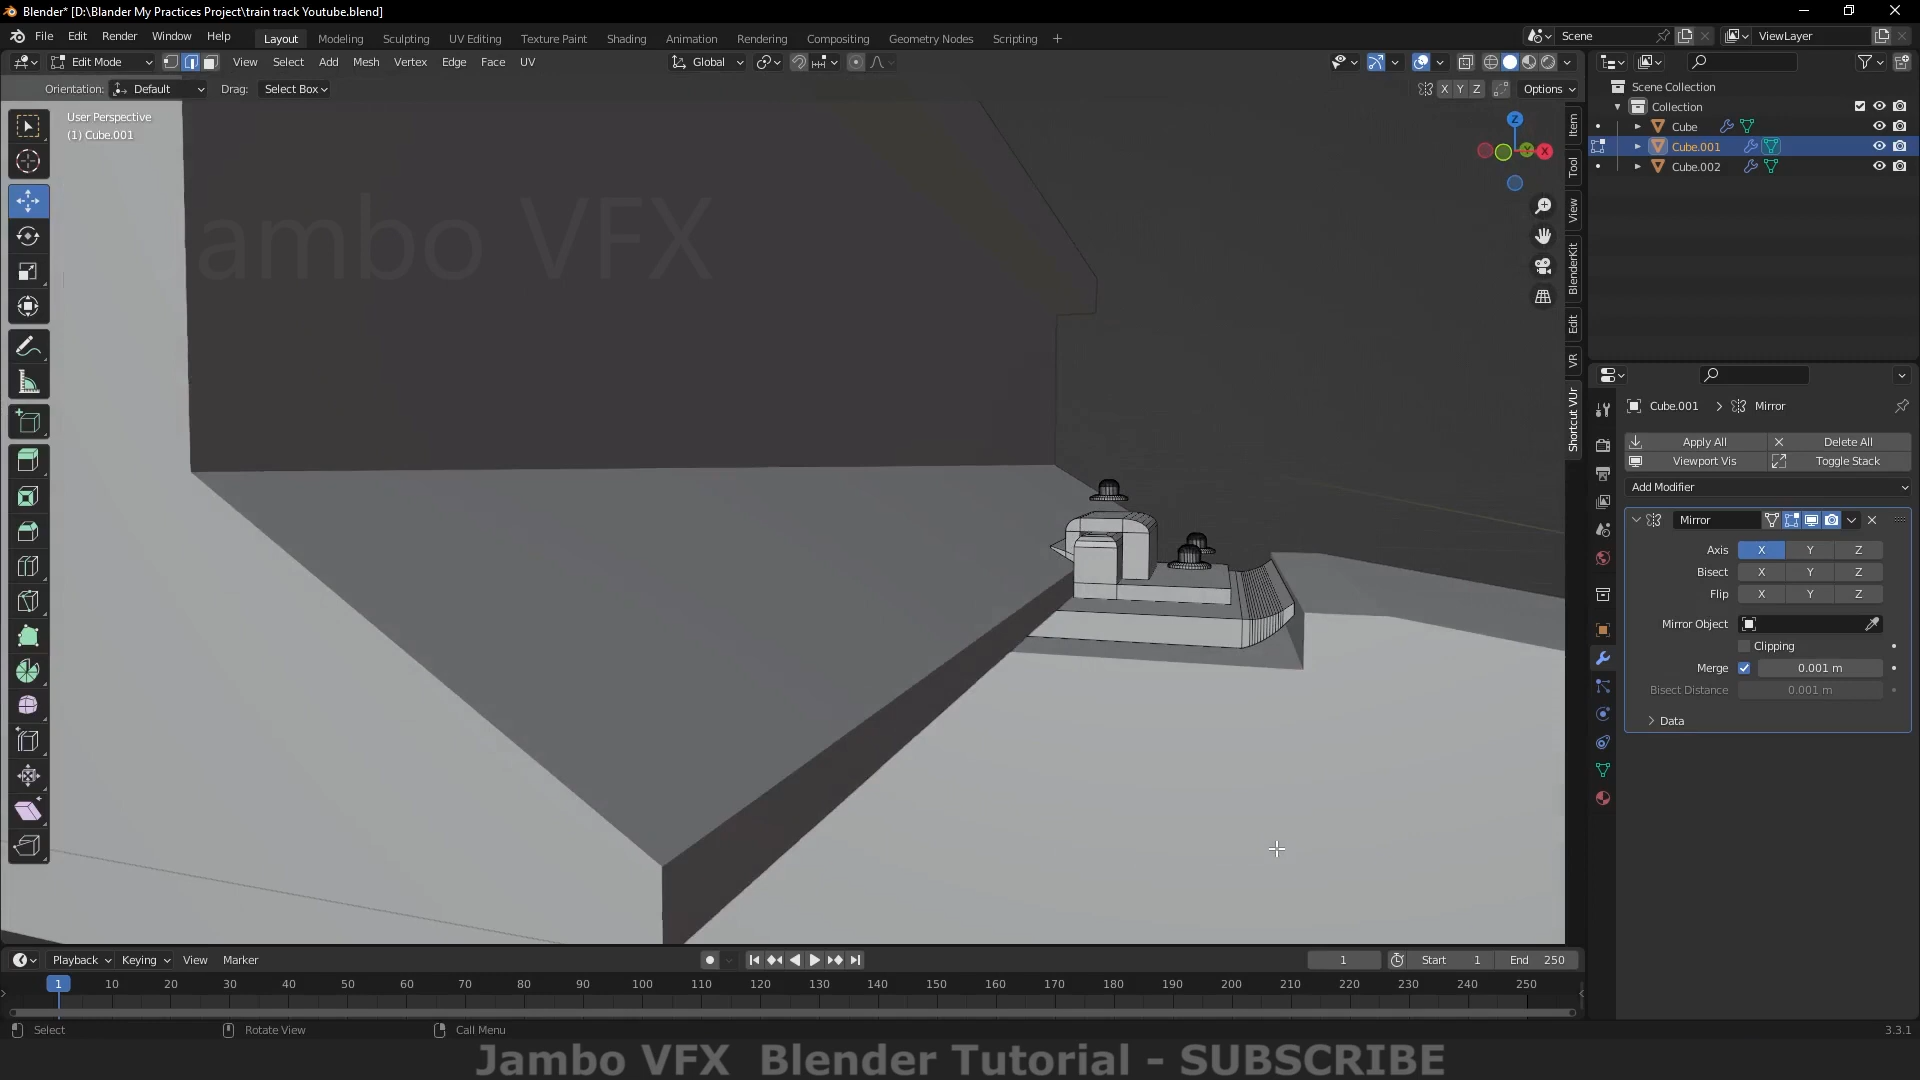 Blender* [D:\Blander My Practices Project\train track Youtube.blend]
File Edit Render Window Help Layout Modeling Sculpting UV Editing Texture Paint Shading Animation Rendering Compositing Geometry Nodes Scripting + Scene ViewLayer
Edit Mode View Select Add Mesh Vertex Edge Face UV Global
Orientation: Default Drag: Select Box X Y Z Options
User Perspective
(1) Cube.001
Jambo VFX
Z
Y
X
Item
Tool
View
BlenderKit
Edit
VR
Shortcut VUr
Scene Collection
Collection
Cube
Cube.001
Cube.002
Cube.001 > Mirror
Apply All Delete All
Viewport Vis Toggle Stack
Add Modifier
Mirror
Axis X Y Z
Bisect X Y Z
Flip X Y Z
Mirror Object
Clipping
Merge 0.001 m
Bisect Distance 0.001 m
Data
Playback Keying View Marker 1 Start 1 End 250
1 10 20 30 40 50 60 70 80 90 100 110 120 130 140 150 160 170 180 190 200 210 220 230 240 250
Select Rotate View Call Menu 3.3.1
Jambo VFX Blender Tutorial - SUBSCRIBE